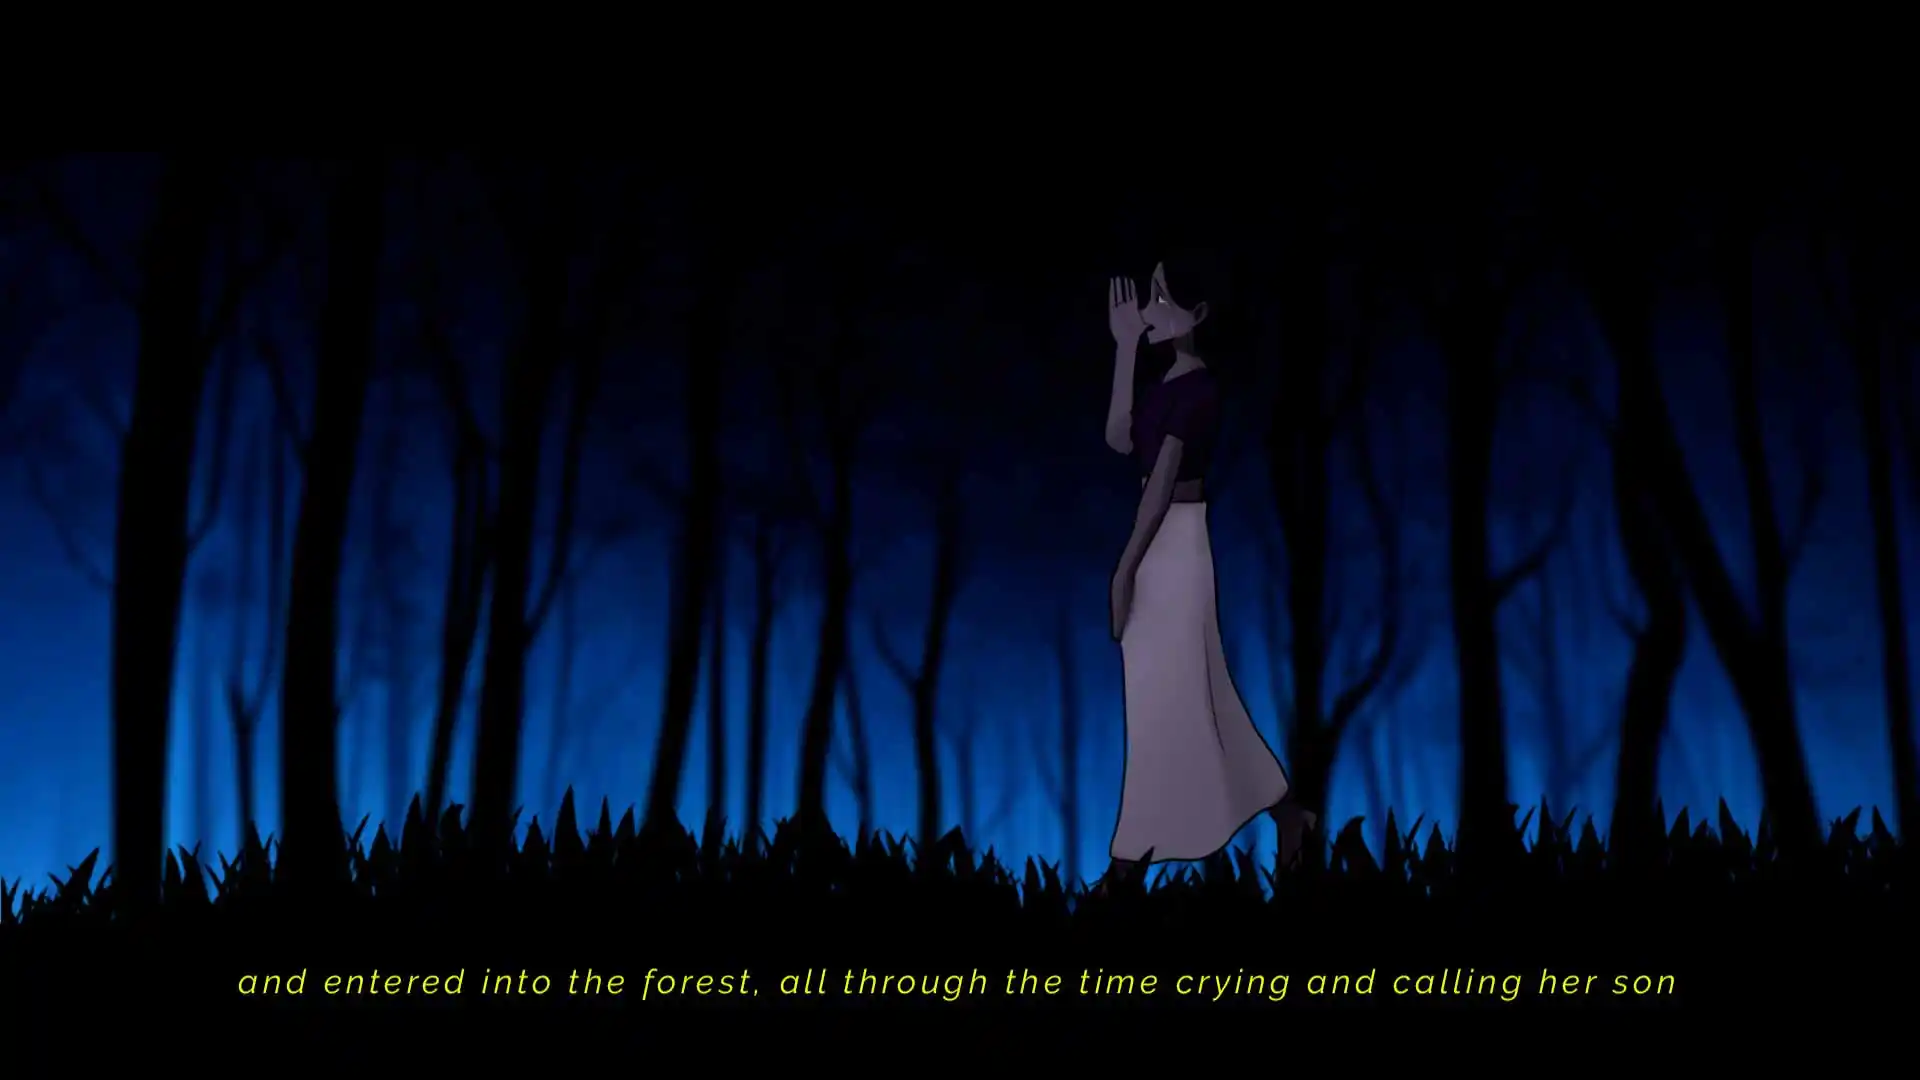 and entered into the forest, all through the time crying and calling her son